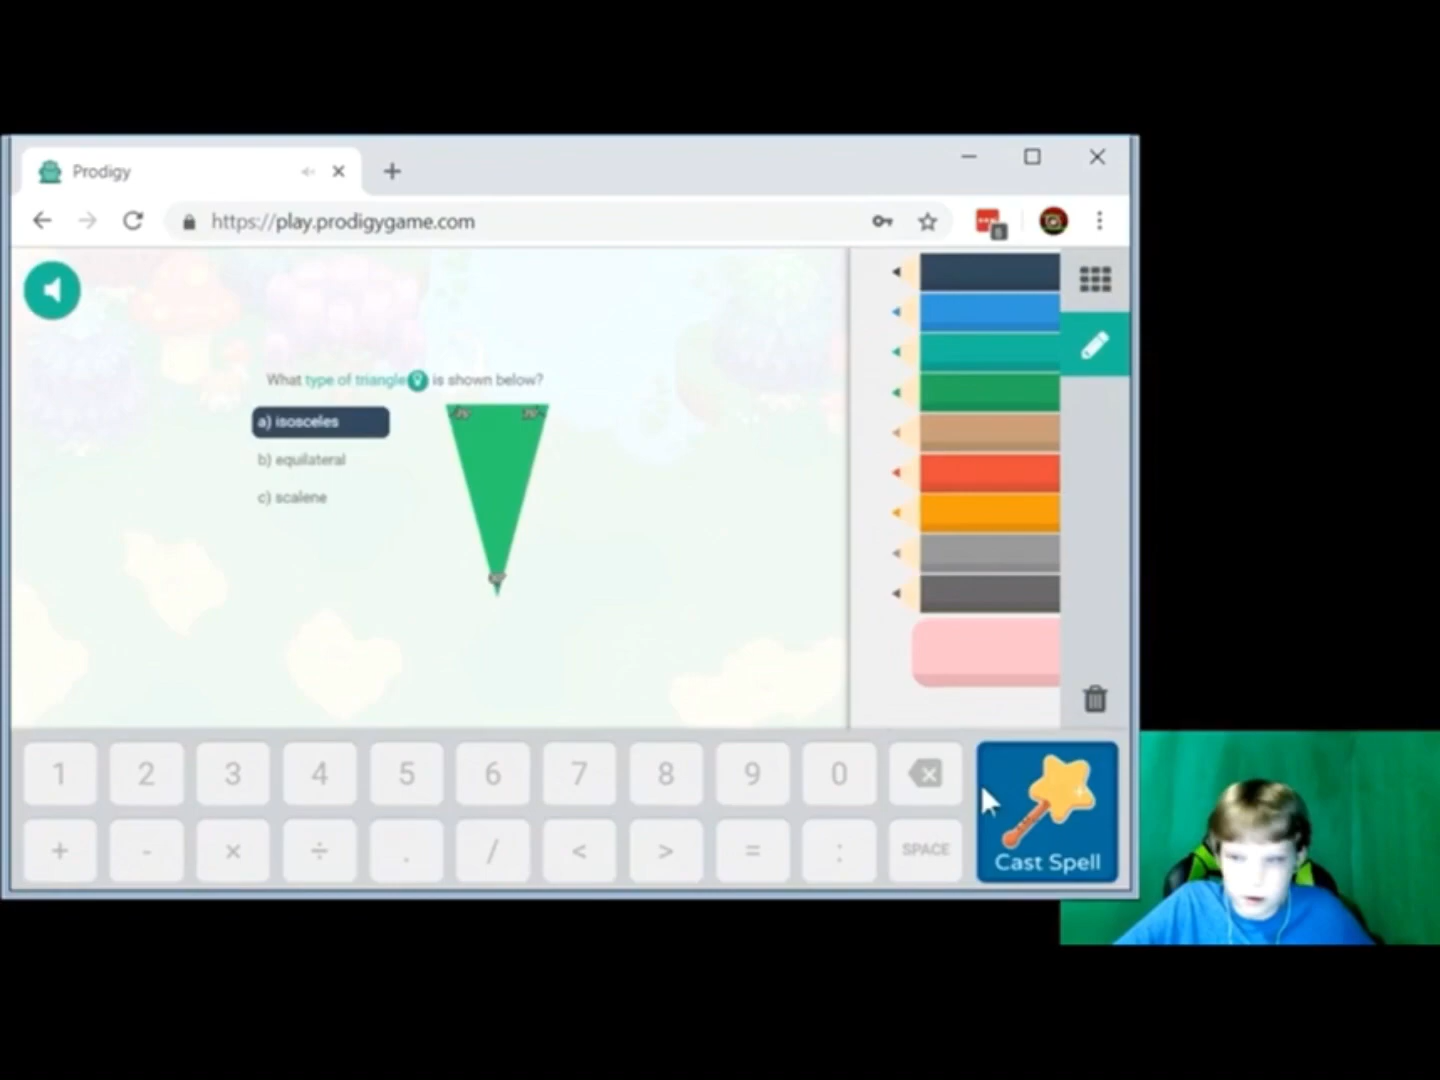 Prodigy
https://play.prodigygame.com
What type of triangle is shown below?
a) isosceles
b) equilateral
c) scalene
1 2 3 4 5 6 7 8 9 0
+ - × ÷ . / < > = : SPACE
Cast Spell